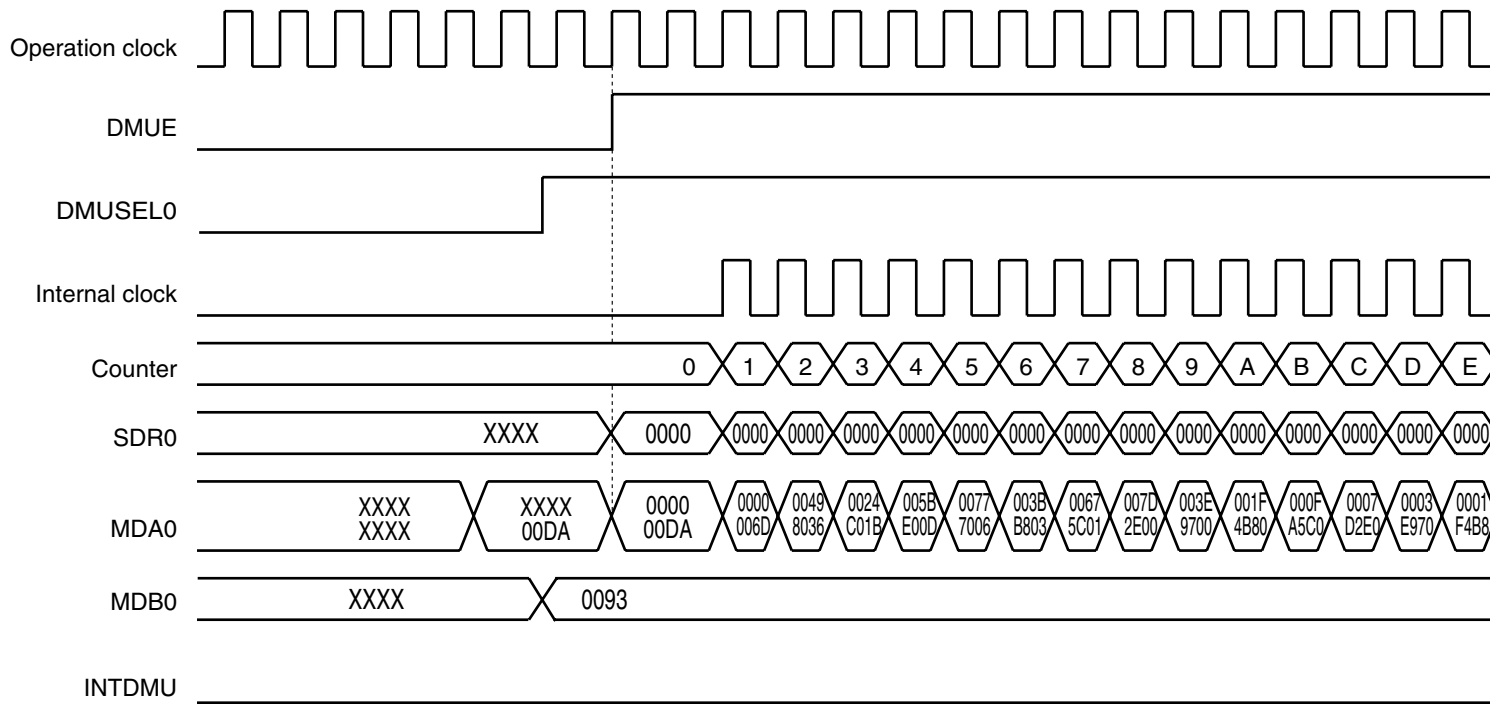 Operation clock
DMUE
DMUSEL0
Internal clock
Counter 0 1 2 3 4 5 6 7 8 9 A B C D E
SDR0 XXXX 0000 0000 0000 0000 0000 0000 0000 0000 0000 0000 0000 0000 0000 0000 0000
XXXX XXXX 0000 0000 0049 0024 005B 0077 003B 0067 007D 003E 001F 000F 0007 0003 0001
MDA0
XXXX 00DA 00DA 006D 8036 C01B E00D 7006 B803 5C01 2E00 9700 4B80 A5C0 D2E0 E970 F4B8
MDB0 XXXX 0093
INTDMU